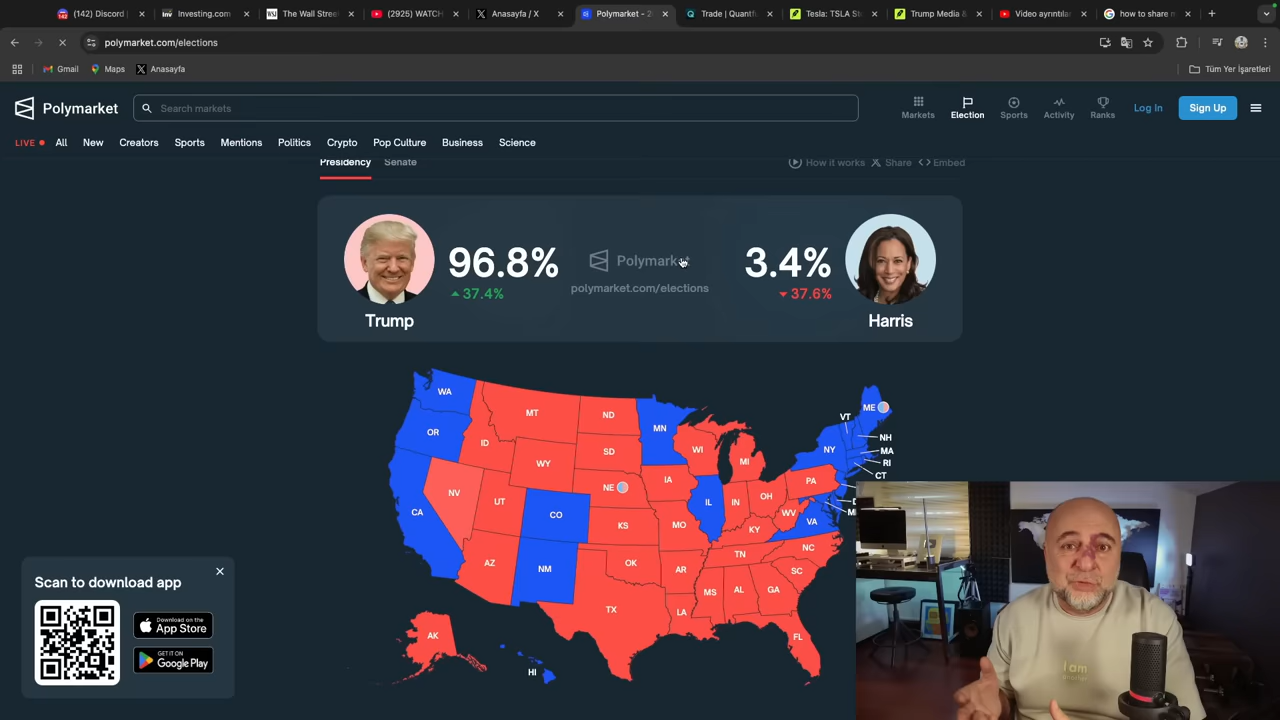 (142) Discord |
Investing.com
The Wall Stree
(2925) WATCH
Anasayfa / X
Polymarket - 2
Trade | Quantf
Tesla: TSLA St
Trump Media &
Video ayrıntıla
how to share m
polymarket.com/elections
Gmail
Maps
Anasayfa
Tüm Yer İşaretleri
Polymarket
Search markets
Markets
Election
Sports
Activity
Ranks
Log In
Sign Up
LIVE
All
New
Creators
Sports
Mentions
Politics
Crypto
Pop Culture
Business
Science
Presidency
Senate
How it works
Share
Embed
96.8%
Polymarket
3.4%
37.4%
polymarket.com/elections
37.6%
Trump
Harris
WA
MT
ND
MN
ME
VT
OR
ID
SD
WI
MI
NY
NH
MA
RI
CT
WY
NE
IA
PA
NV
UT
CO
IL
IN
OH
CA
KS
MO
WV
VA
KY
AZ
NM
OK
AR
TN
NC
SC
TX
LA
MS
AL
GA
FL
AK
HI
Scan to download app
Download on the
App Store
GET IT ON
Google Play
I am